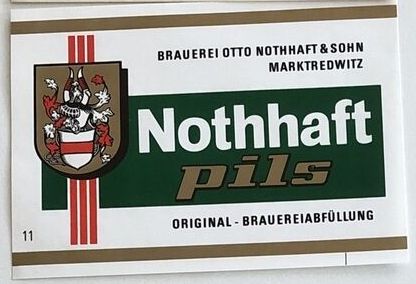 BRAUEREI OTTO NOTHHAFT & SOHN
MARKTREDWITZ
Nothhaft
pils
ORIGINAL - BRAUEREIABFÜLLUNG
11